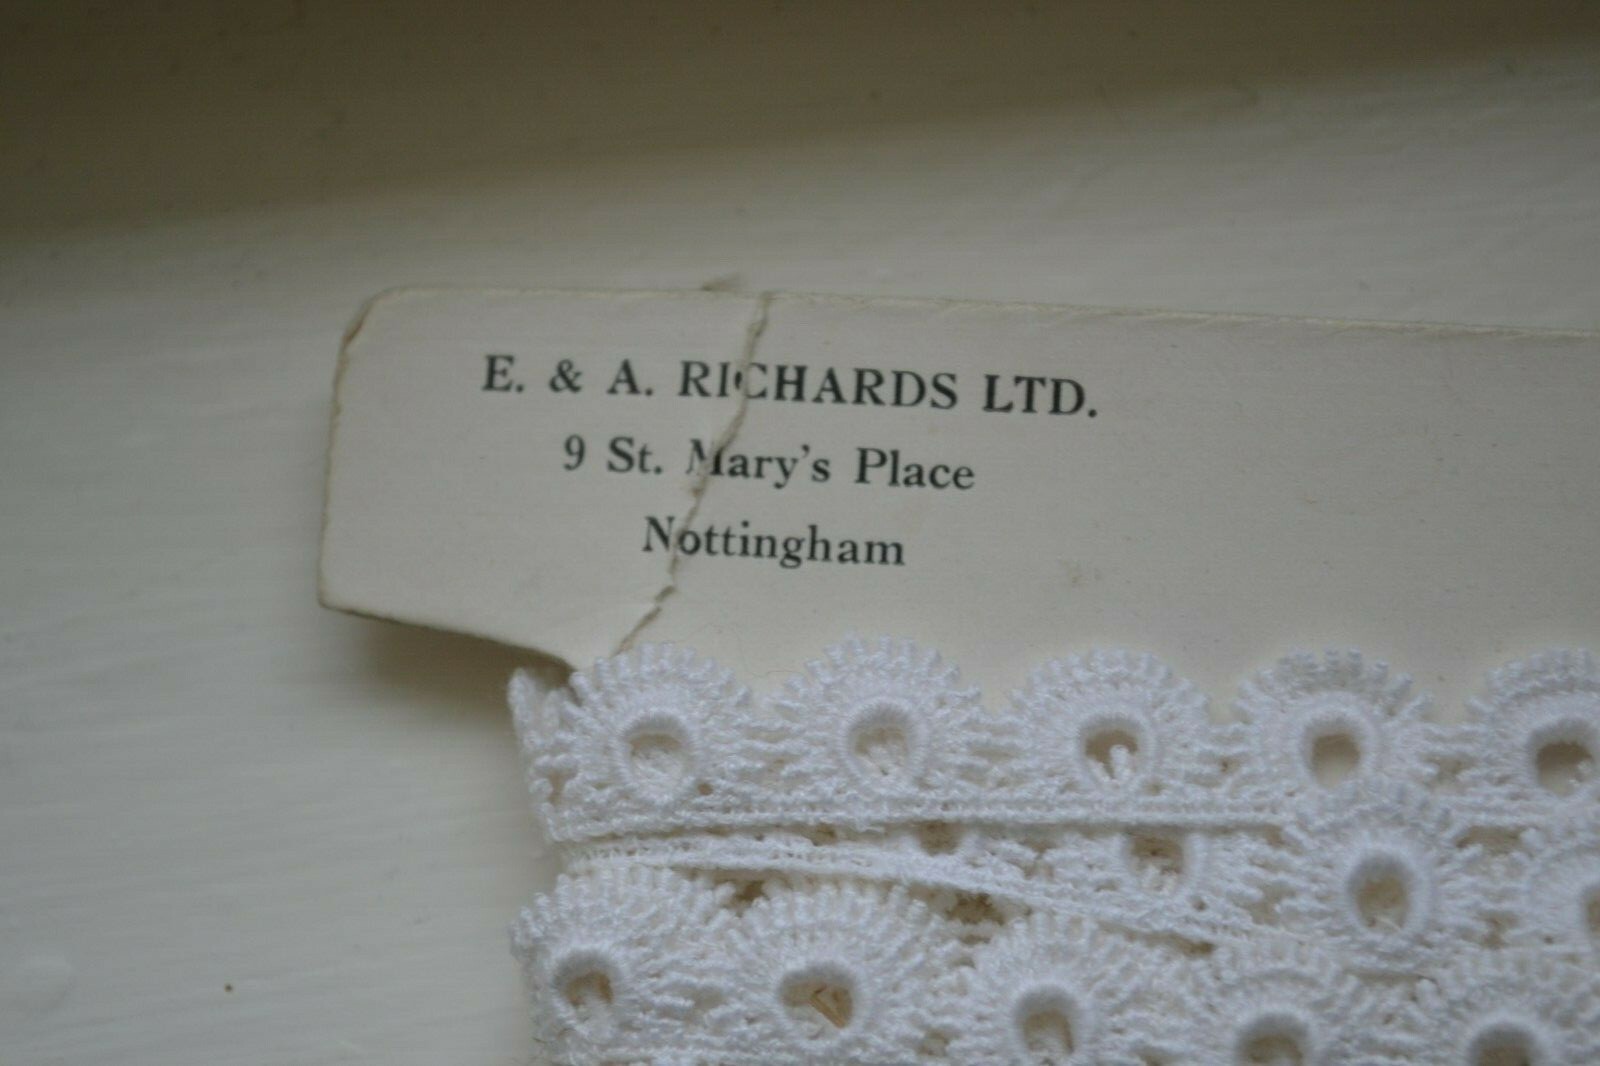 E. & A. RICHARDS LTD.
9 St. Mary's Place
Nottingham